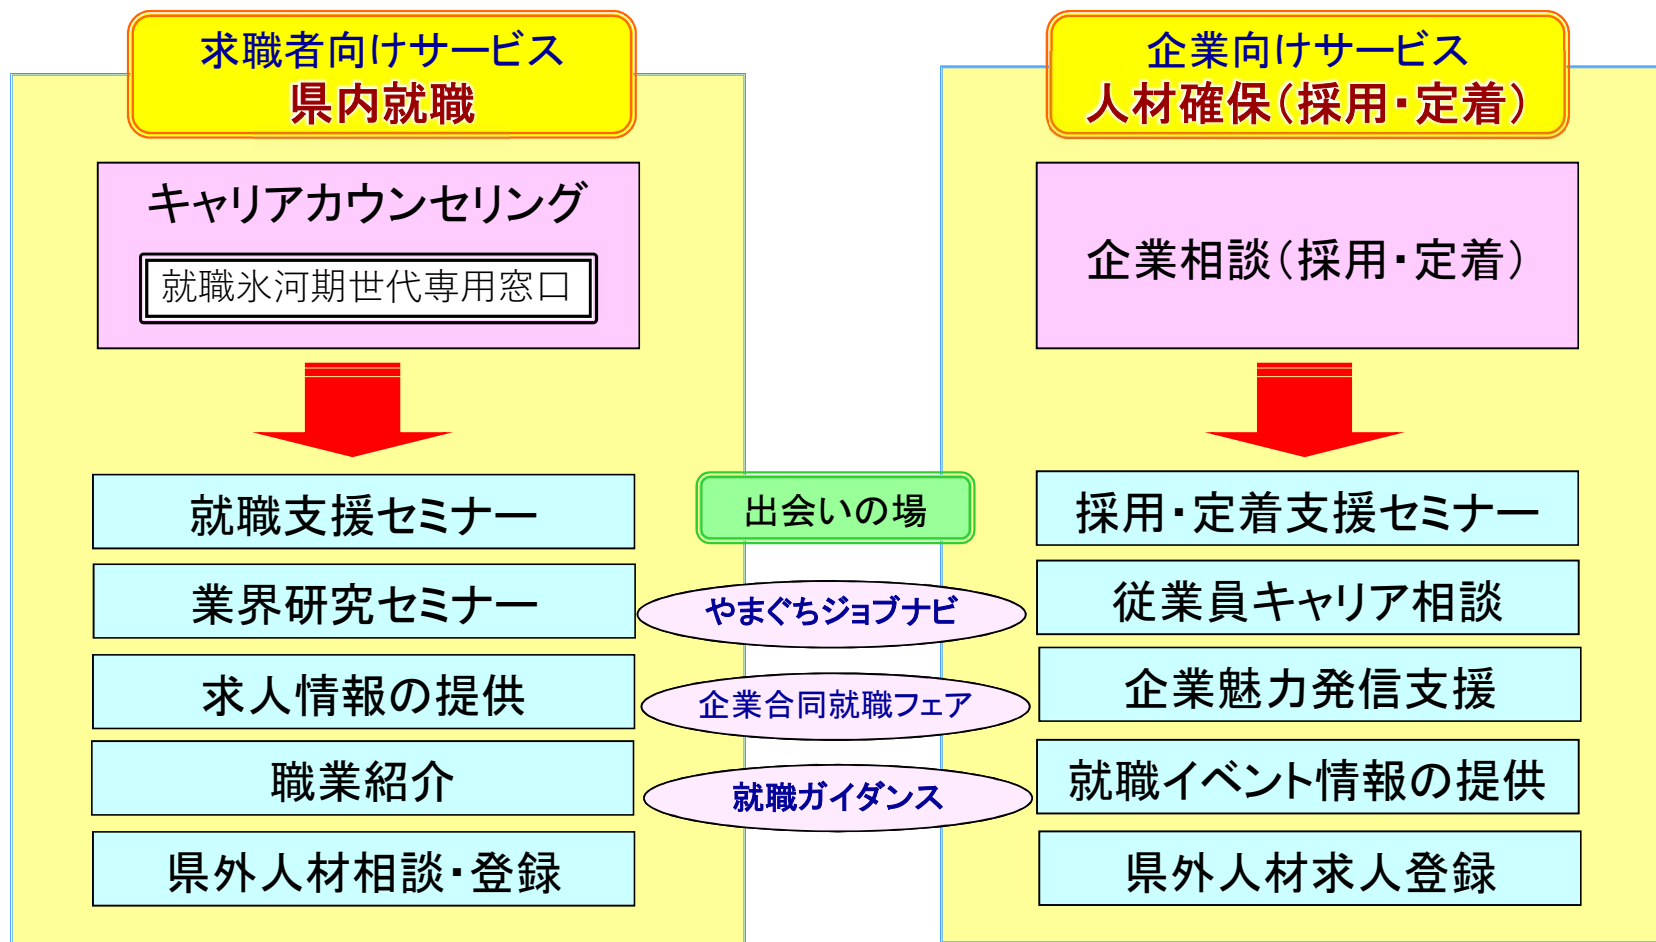 求職者向けサービス
県内就職
キャリアカウンセリング
就職氷河期世代専用窓口
就職支援セミナー
業界研究セミナー
求人情報の提供
職業紹介
県外人材相談・登録
出会いの場
やまぐちジョブナビ
企業合同就職フェア
就職ガイダンス
企業向けサービス
人材確保(採用・定着)
企業相談(採用・定着)
採用・定着支援セミナー
従業員キャリア相談
企業魅力発信支援
就職イベント情報の提供
県外人材求人登録